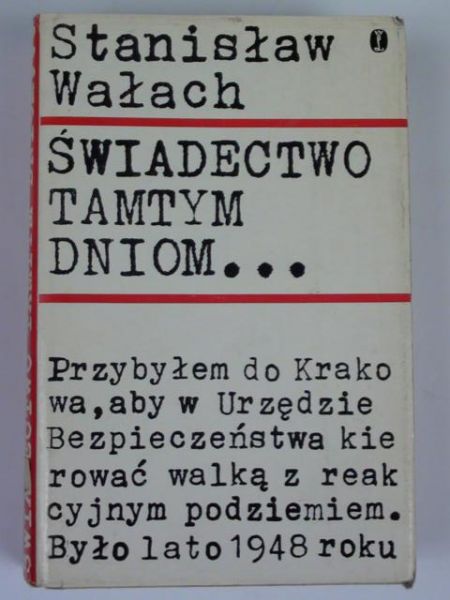 Stanisław
Wałach
ŚWIADECTWO
TAMTYM
DNIOM...
Przybyłem do Krako
wa, aby w Urzędzie
Bezpieczeństwa kie
rować walką z reak
cyjnym podziemiem.
Było lato 1948 roku